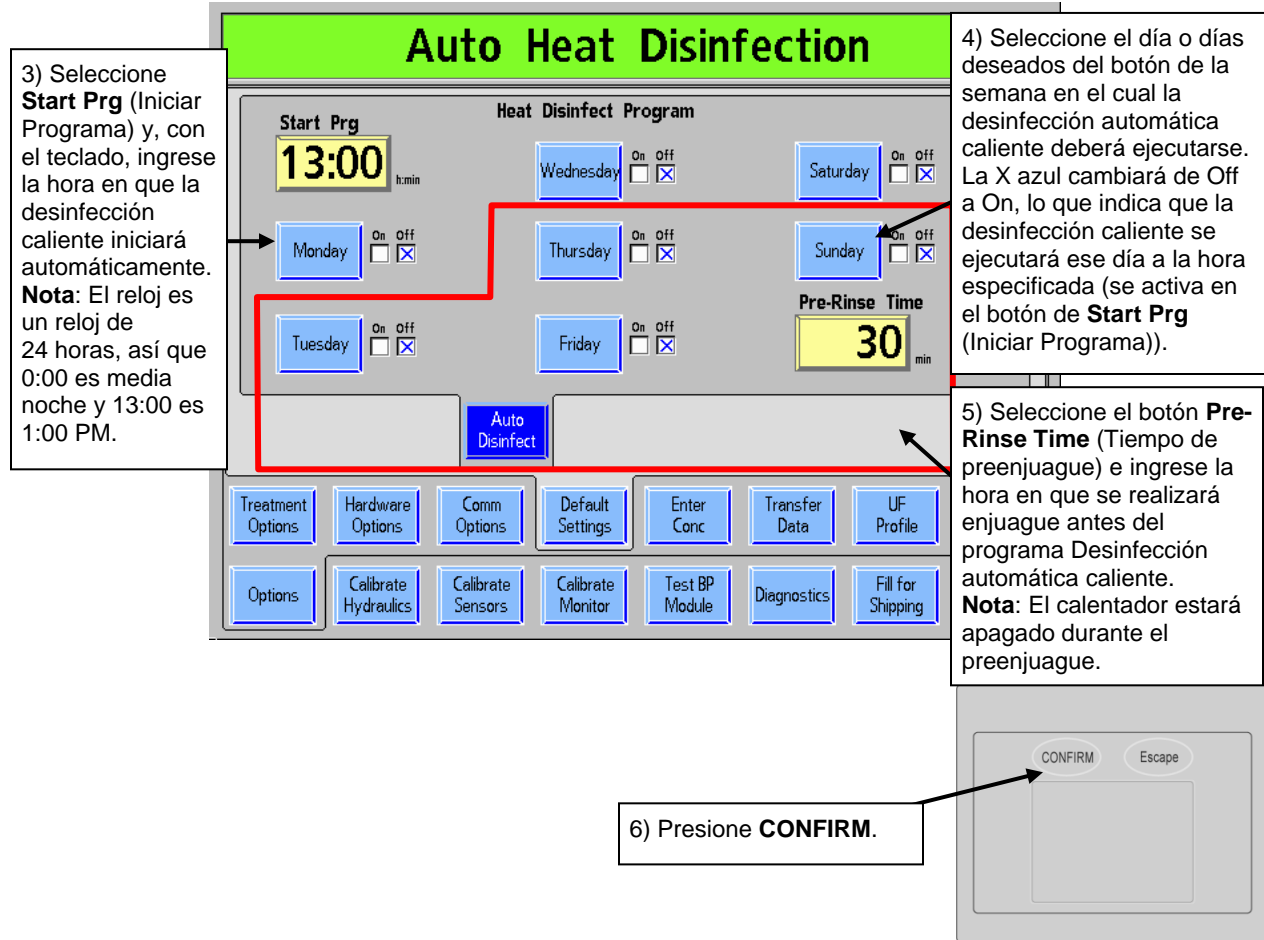 Auto Heat Disinfection
3) Seleccione
Start Prg (Iniciar
Programa) y, con
el teclado, ingrese
la hora en que la
desinfección
caliente iniciará
automáticamente.
Nota: El reloj es
un reloj de
24 horas, así que
0:00 es media
noche y 13:00 es
1:00 PM.
Heat Disinfect Program
Start Prg
13:00 h:min
Monday On Off
Tuesday On Off
Wednesday On Off
Thursday On Off
Friday On Off
Saturday On Off
Sunday On Off
Pre-Rinse Time
30 min
Auto
Disinfect
Treatment
Options
Hardware
Options
Comm
Options
Default
Settings
Enter
Conc
Transfer
Data
UF
Profile
Options
Calibrate
Hydraulics
Calibrate
Sensors
Calibrate
Monitor
Test BP
Module
Diagnostics
Fill for
Shipping
4) Seleccione el día o días
deseados del botón de la
semana en el cual la
desinfección automática
caliente deberá ejecutarse.
La X azul cambiará de Off
a On, lo que indica que la
desinfección caliente se
ejecutará ese día a la hora
especificada (se activa en
el botón de Start Prg
(Iniciar Programa)).
5) Seleccione el botón Pre-
Rinse Time (Tiempo de
preenjuague) e ingrese la
hora en que se realizará
enjuague antes del
programa Desinfección
automática caliente.
Nota: El calentador estará
apagado durante el
preenjuague.
CONFIRM
Escape
6) Presione CONFIRM.